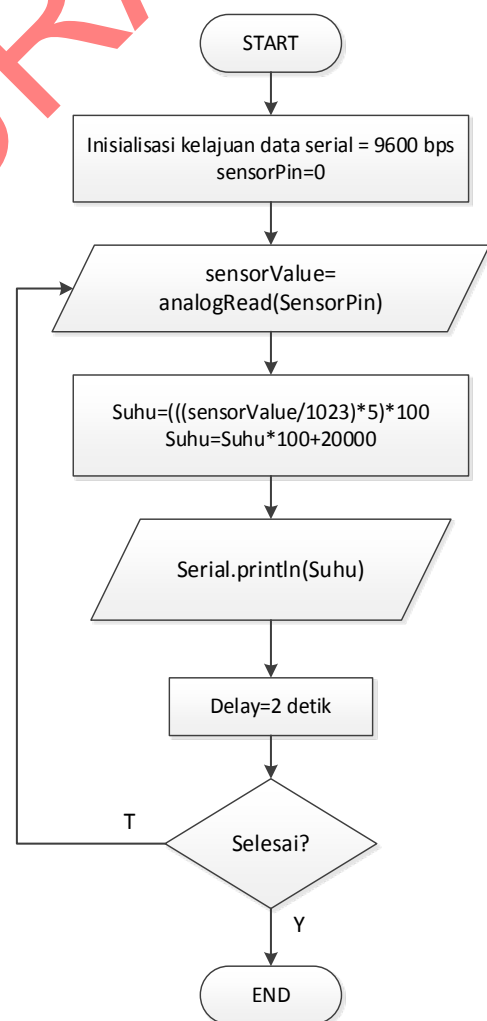 START
Inisialisasi kelajuan data serial = 9600 bps
sensorPin=0
sensorValue=
analogRead(SensorPin)
Suhu=(((sensorValue/1023)*5)*100
Suhu=Suhu*100+20000
Serial.println(Suhu)
Delay=2 detik
Selesai?
T
Y
END